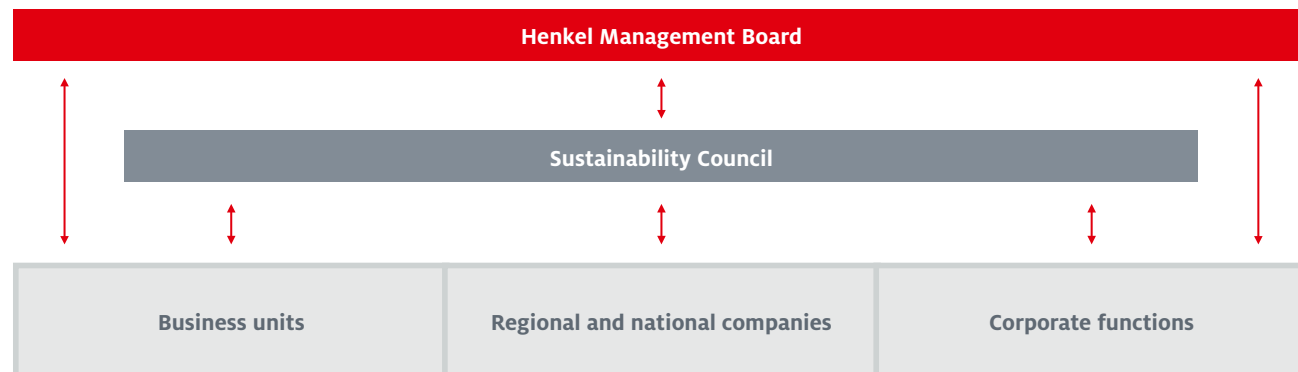 Henkel Management Board
Sustainability Council
Business units
Regional and national companies
Corporate functions